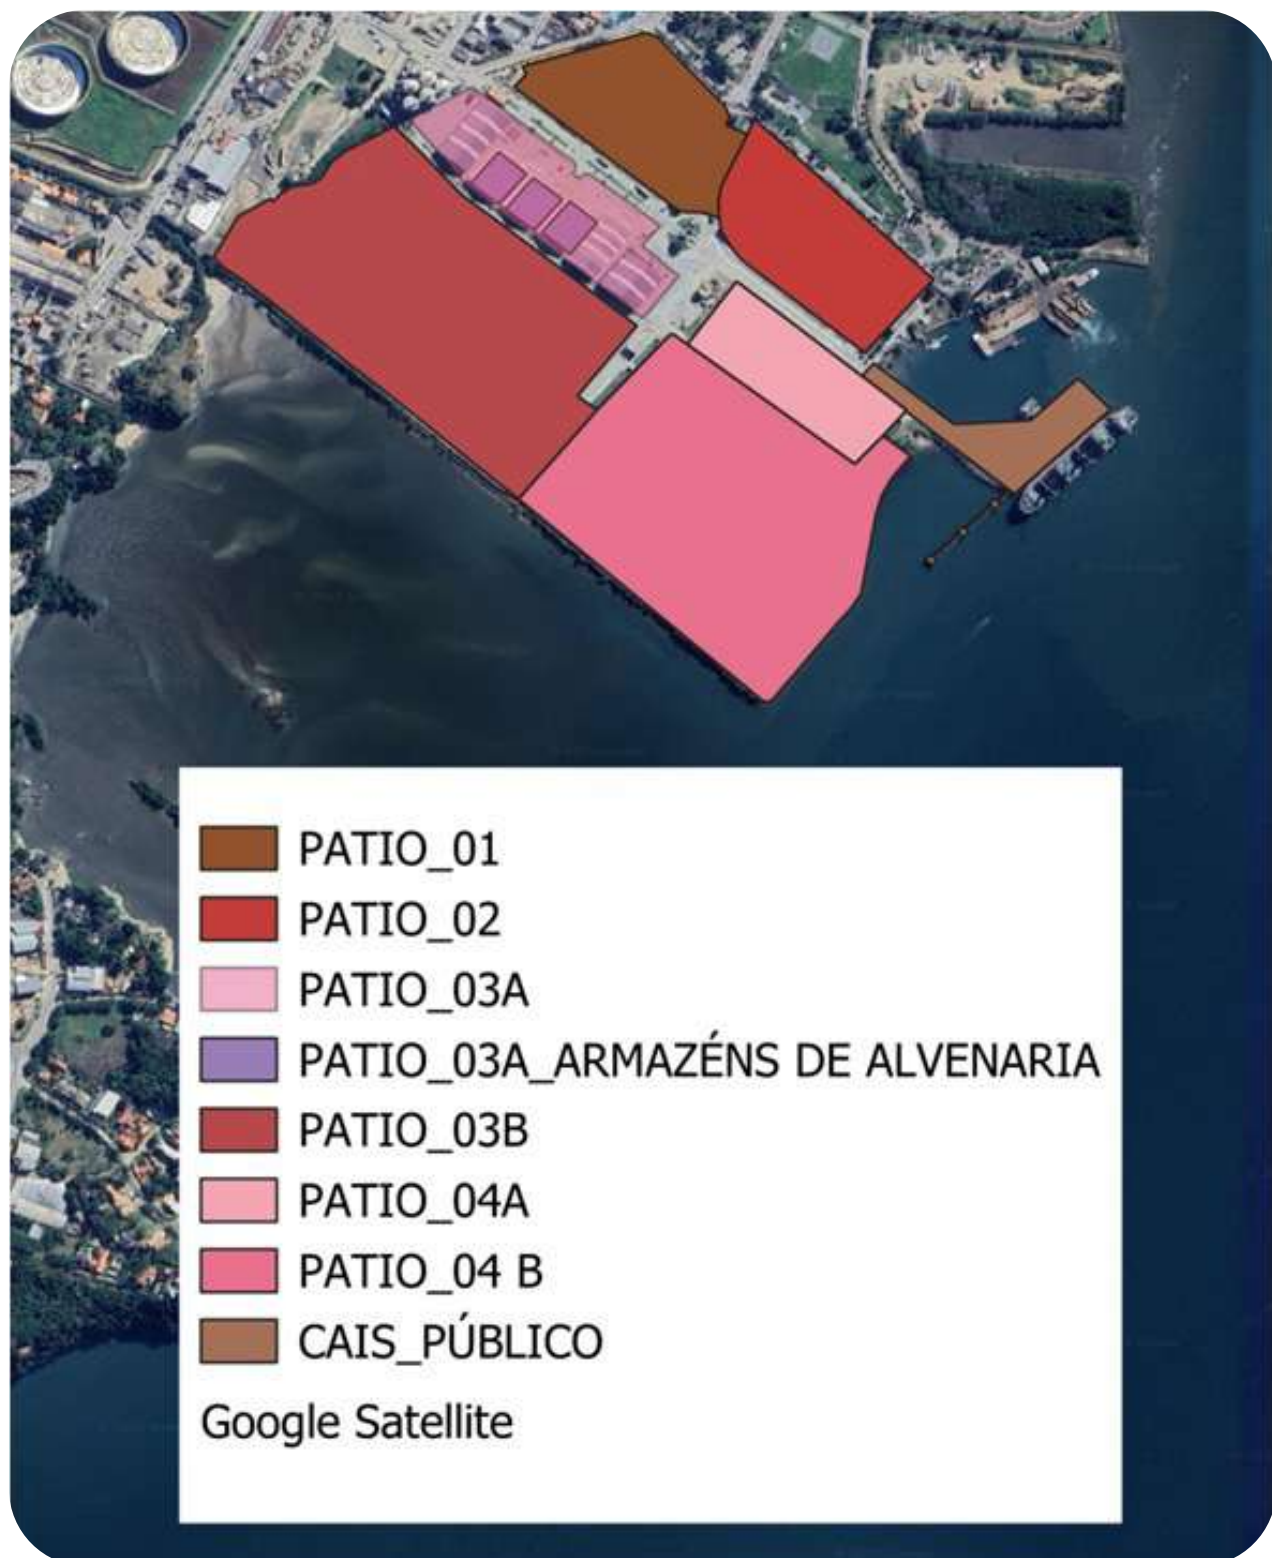 PATIO_01
PATIO_02
PATIO_03A
PATIO_03A_ARMAZÉNS DE ALVENARIA
PATIO_03B
PATIO_04A
PATIO_04 B
CAIS_PÚBLICO
Google Satellite